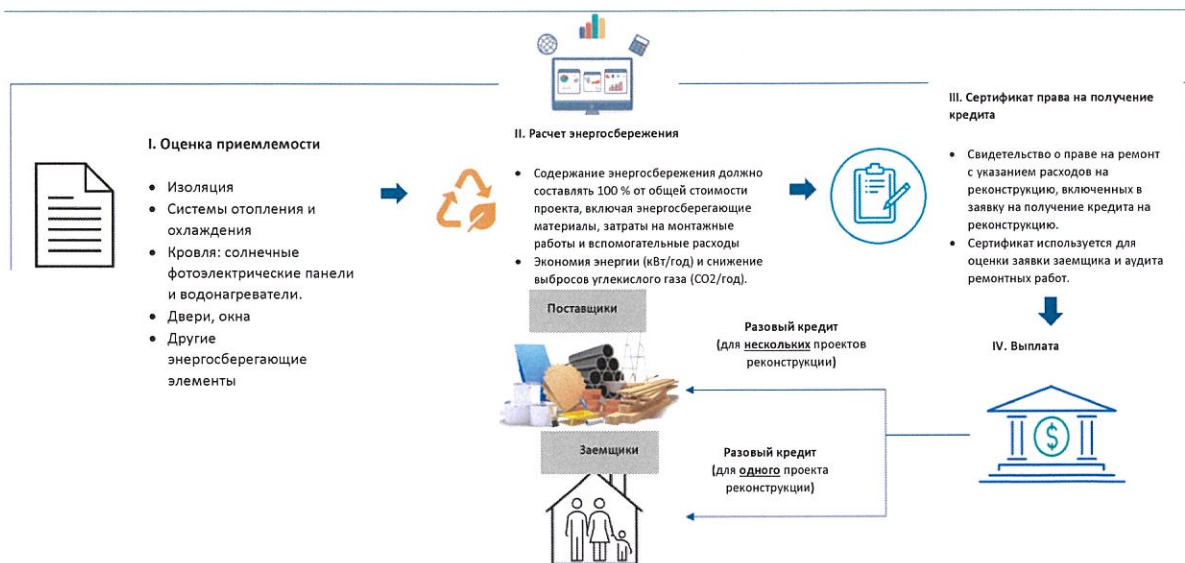 I. Оценка приемлемости
• Изоляция
• Системы отопления и
охлаждения
• Кровля: солнечные
фотоэлектрические панели
и водонагреватели.
• Двери, окна
• Другие
энергосберегающие
элементы
II. Расчет энергосбережения
• Содержание энергосбережения должно
составлять 100 % от общей стоимости
проекта, включая энергосберегающие
материалы, затраты на монтажные
работы и вспомогательные расходы
• Экономия энергии (кВт/год) и снижение
выбросов углекислого газа (СО2/год).
III. Сертификат права на получение
кредита
• Свидетельство о праве на ремонт
с указанием расходов на
реконструкцию, включенных в
заявку на получение кредита на
реконструкцию.
• Сертификат используется для
оценки заявки заемщика и аудита
ремонтных работ.
IV. Выплата
$
Поставщики
Разовый кредит
(для нескольких проектов
реконструкции)
Заемщики
Разовый кредит
(для одного проекта
реконструкции)